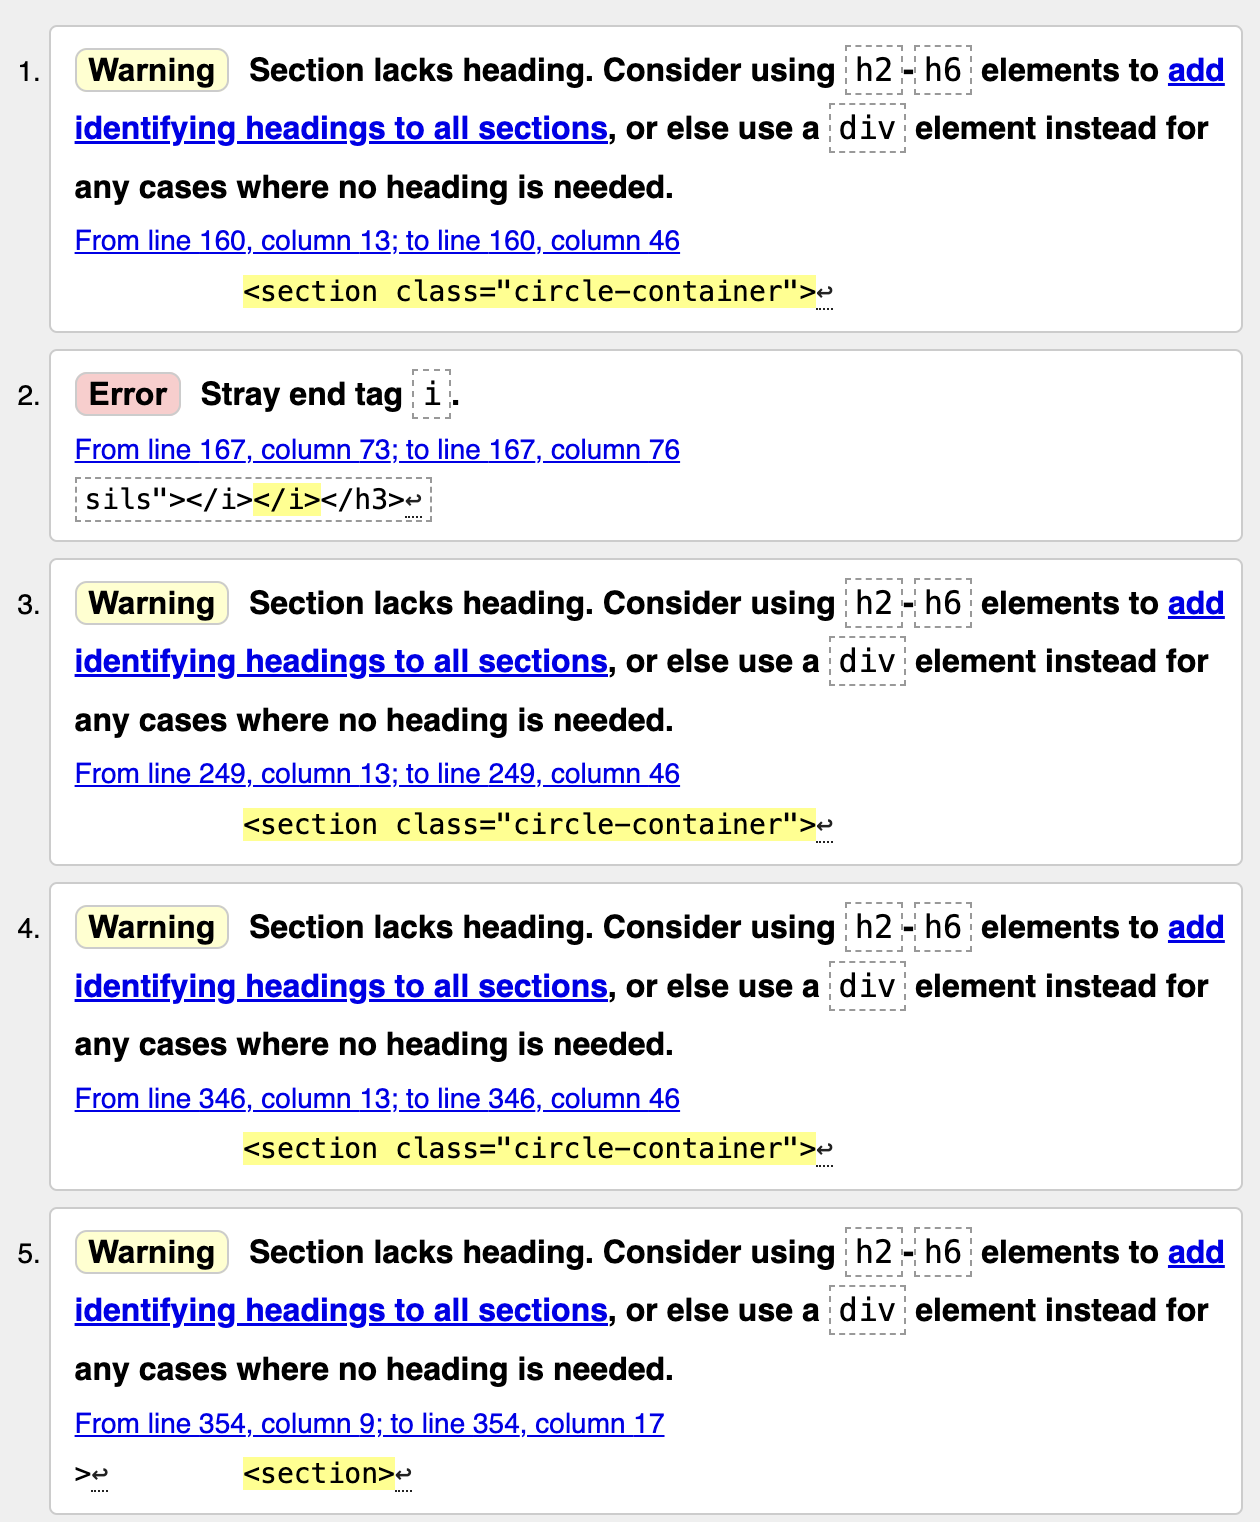 1. Warning Section lacks heading. Consider using h2-h6 elements to add
identifying headings to all sections, or else use a div element instead for
any cases where no heading is needed.
From line 160, column 13; to line 160, column 46
<section class="circle-container">↩
2. Error Stray end tag i.
From line 167, column 73; to line 167, column 76
sils"></i></i></h3>↩
3. Warning Section lacks heading. Consider using h2-h6 elements to add
identifying headings to all sections, or else use a div element instead for
any cases where no heading is needed.
From line 249, column 13; to line 249, column 46
<section class="circle-container">↩
4. Warning Section lacks heading. Consider using h2-h6 elements to add
identifying headings to all sections, or else use a div element instead for
any cases where no heading is needed.
From line 346, column 13; to line 346, column 46
<section class="circle-container">↩
5. Warning Section lacks heading. Consider using h2-h6 elements to add
identifying headings to all sections, or else use a div element instead for
any cases where no heading is needed.
From line 354, column 9; to line 354, column 17
>↩ <section>↩